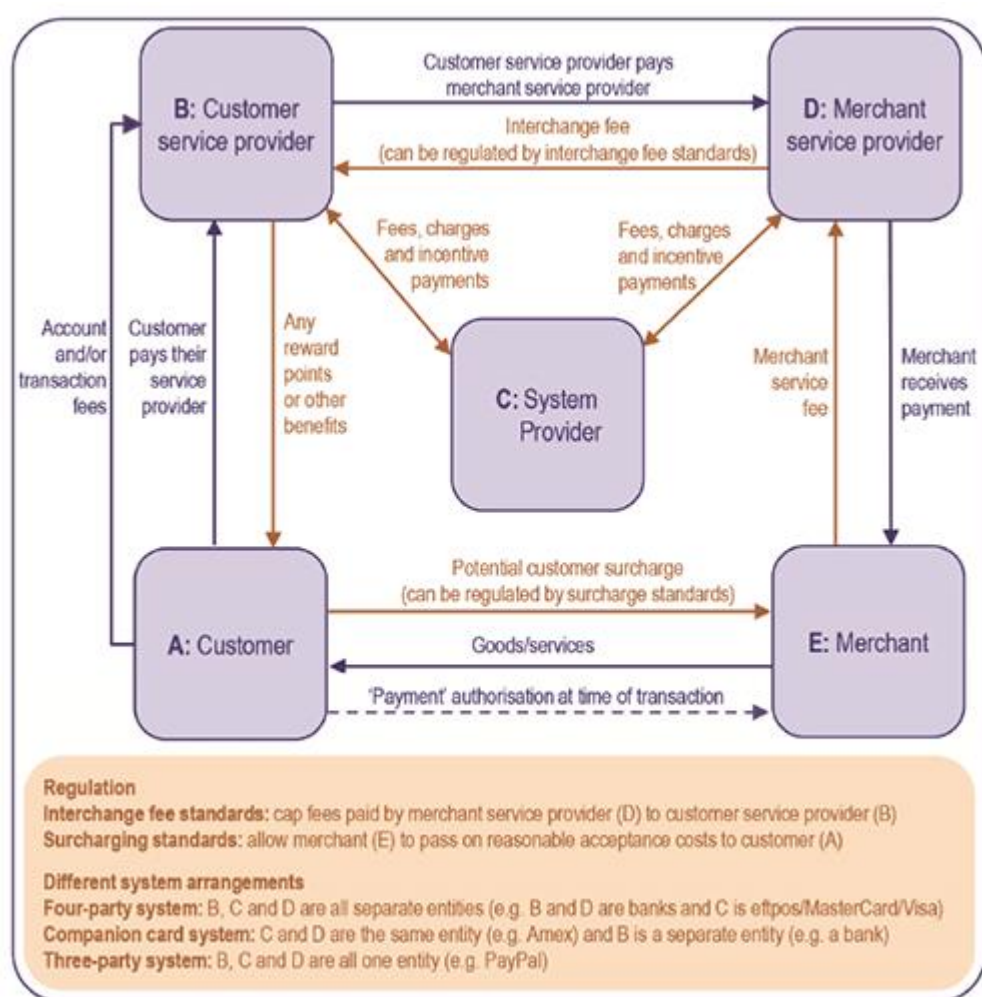 B: Customer
service provider
Customer service provider pays
merchant service provider
Interchange fee
(can be regulated by interchange fee standards)
D: Merchant
service provider
Fees, charges
and incentive
payments
Fees, charges
and incentive
payments
Account
and/or
transaction
fees
Customer
pays their
service
provider
Any
reward
points
or other
benefits
C: System
Provider
Merchant
service
fee
Merchant
receives
payment
A: Customer
Potential customer surcharge
(can be regulated by surcharge standards)
Goods/services
'Payment' authorisation at time of transaction
E: Merchant
Regulation
Interchange fee standards: cap fees paid by merchant service provider (D) to customer service provider (B)
Surcharging standards: allow merchant (E) to pass on reasonable acceptance costs to customer (A)
Different system arrangements
Four-party system: B, C and D are all separate entities (e.g. B and D are banks and C is eftpos/MasterCard/Visa)
Companion card system: C and D are the same entity (e.g. Amex) and B is a separate entity (e.g. a bank)
Three-party system: B, C and D are all one entity (e.g. PayPal)